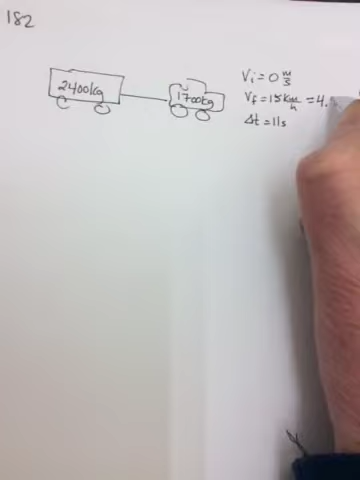 182
2400kg
1700kg
Vi = 0 m/s
Vf = 15 km/h = 4.
Δt = 11s